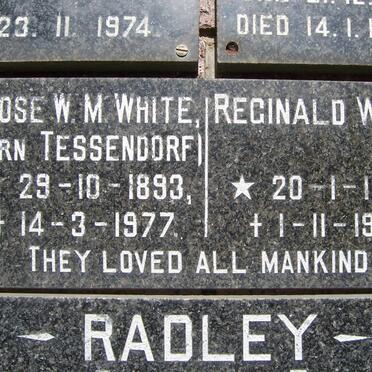 23. 11. 1974.
DIED 14.1.1
OSE W. M. WHITE, REGINALD W
RN TESSENDORF)
29-10-1893, ★ 20-1-1
+ 14-3-1977. + 1-11-19
THEY LOVED ALL MANKIND
RADLEY